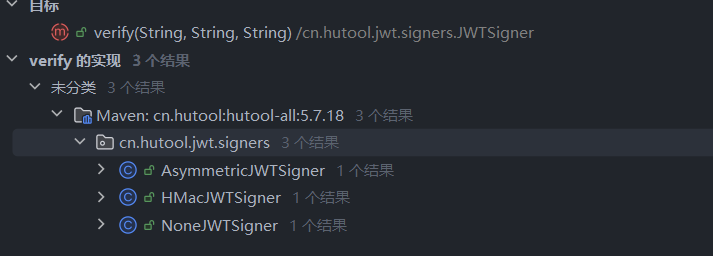 目标
verify(String, String, String) /cn.hutool.jwt.signers.JWTSigner
verify 的实现 3 个结果
未分类 3 个结果
Maven: cn.hutool:hutool-all:5.7.18 3 个结果
cn.hutool.jwt.signers 3 个结果
AsymmetricJWTSigner 1 个结果
HMacJWTSigner 1 个结果
NoneJWTSigner 1 个结果